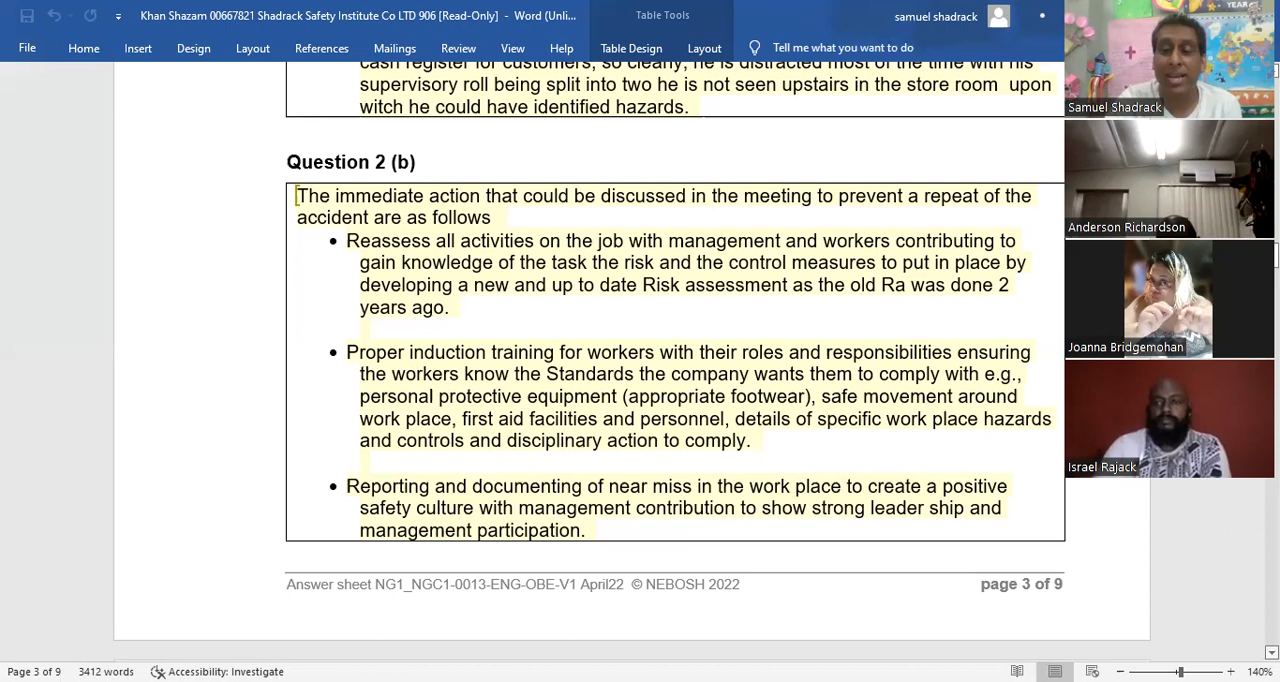 Khan Shazam 00667821 Shadrack Safety Institute Co LTD 906 [Read-Only] - Word (Unli...
Table Tools
samuel shadrack
File Home Insert Design Layout References Mailings Review View Help Table Design Layout Tell me what you want to do
cash register for customers, so clearly, he is distracted most of the time with his
supervisory roll being split into two he is not seen upstairs in the store room upon
witch he could have identified hazards.
Question 2 (b)
The immediate action that could be discussed in the meeting to prevent a repeat of the
accident are as follows
• Reassess all activities on the job with management and workers contributing to
gain knowledge of the task the risk and the control measures to put in place by
developing a new and up to date Risk assessment as the old Ra was done 2
years ago.
• Proper induction training for workers with their roles and responsibilities ensuring
the workers know the Standards the company wants them to comply with e.g.,
personal protective equipment (appropriate footwear), safe movement around
work place, first aid facilities and personnel, details of specific work place hazards
and controls and disciplinary action to comply.
• Reporting and documenting of near miss in the work place to create a positive
safety culture with management contribution to show strong leader ship and
management participation.
Answer sheet NG1_NGC1-0013-ENG-OBE-V1 April22 © NEBOSH 2022
page 3 of 9
Page 3 of 9 3412 words Accessibility: Investigate
140%
YEAR
Samuel Shadrack
Anderson Richardson
Joanna Bridgemohan
Israel Rajack